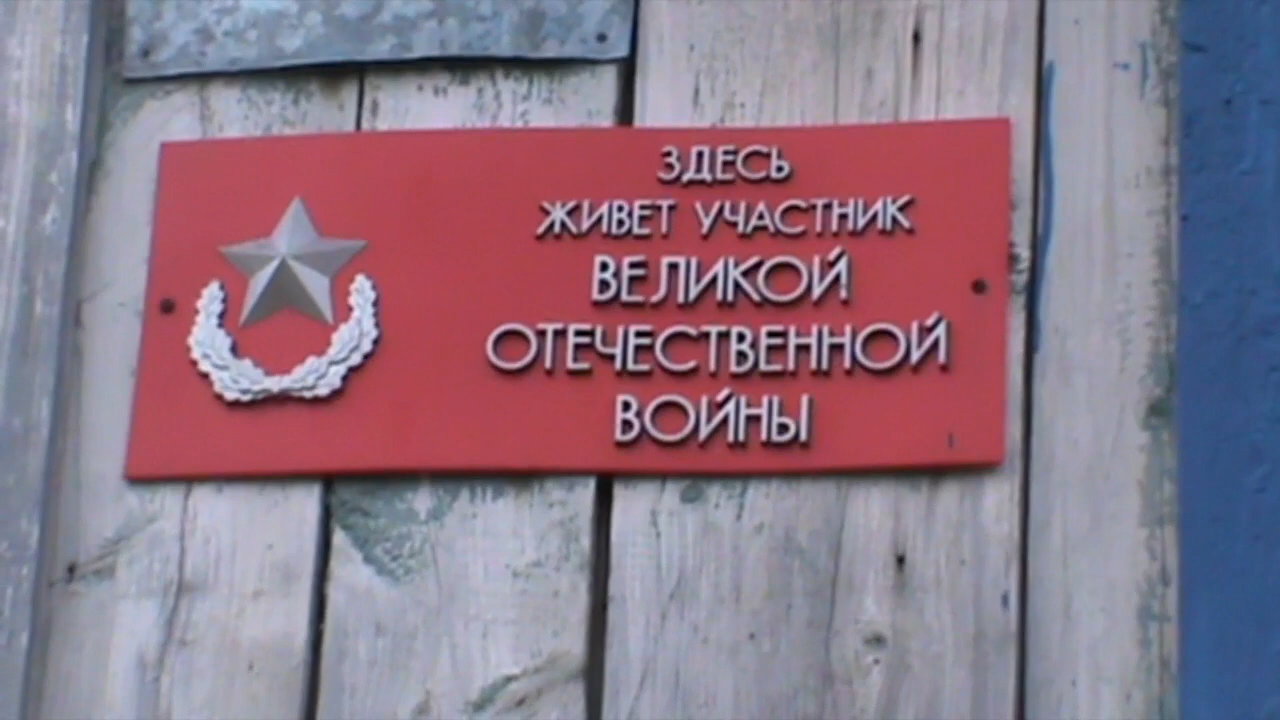 ЗДЕСЬ
ЖИВЕТ УЧАСТНИК
ВЕЛИКОЙ
ОТЕЧЕСТВЕННОЙ
ВОЙНЫ